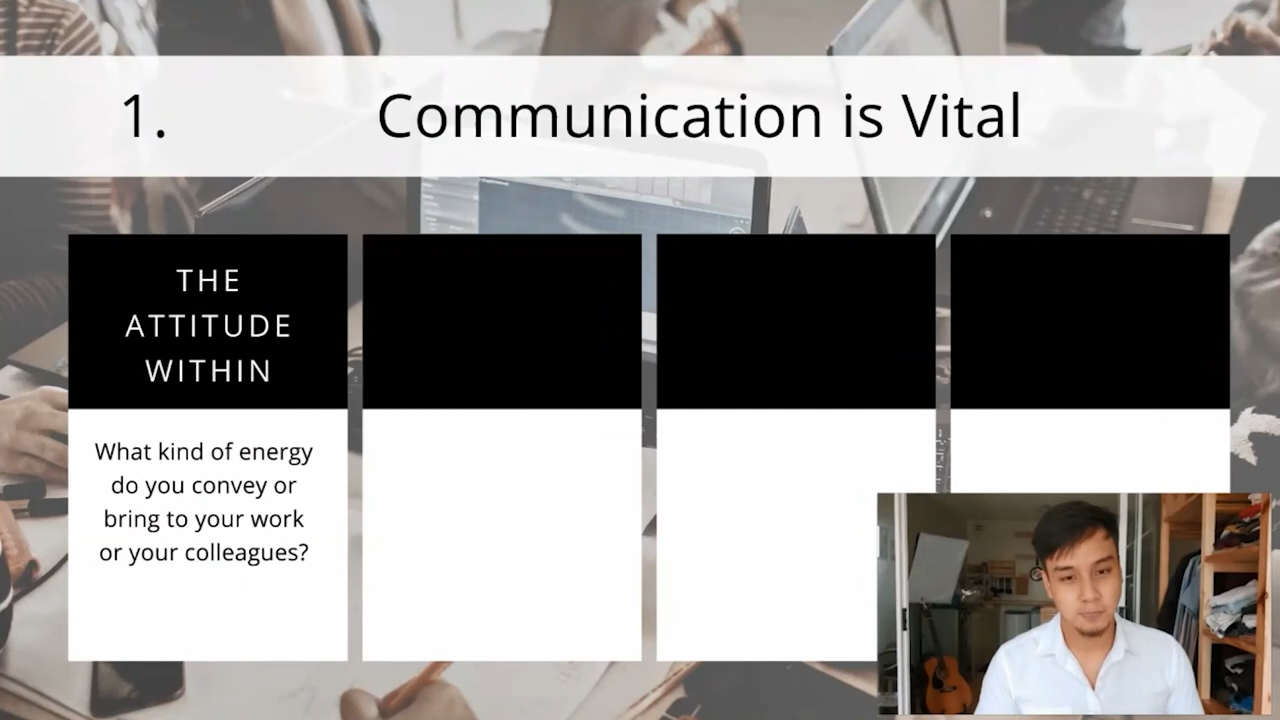 1. Communication is Vital
THE
ATTITUDE
WITHIN
What kind of energy
do you convey or
bring to your work
or your colleagues?